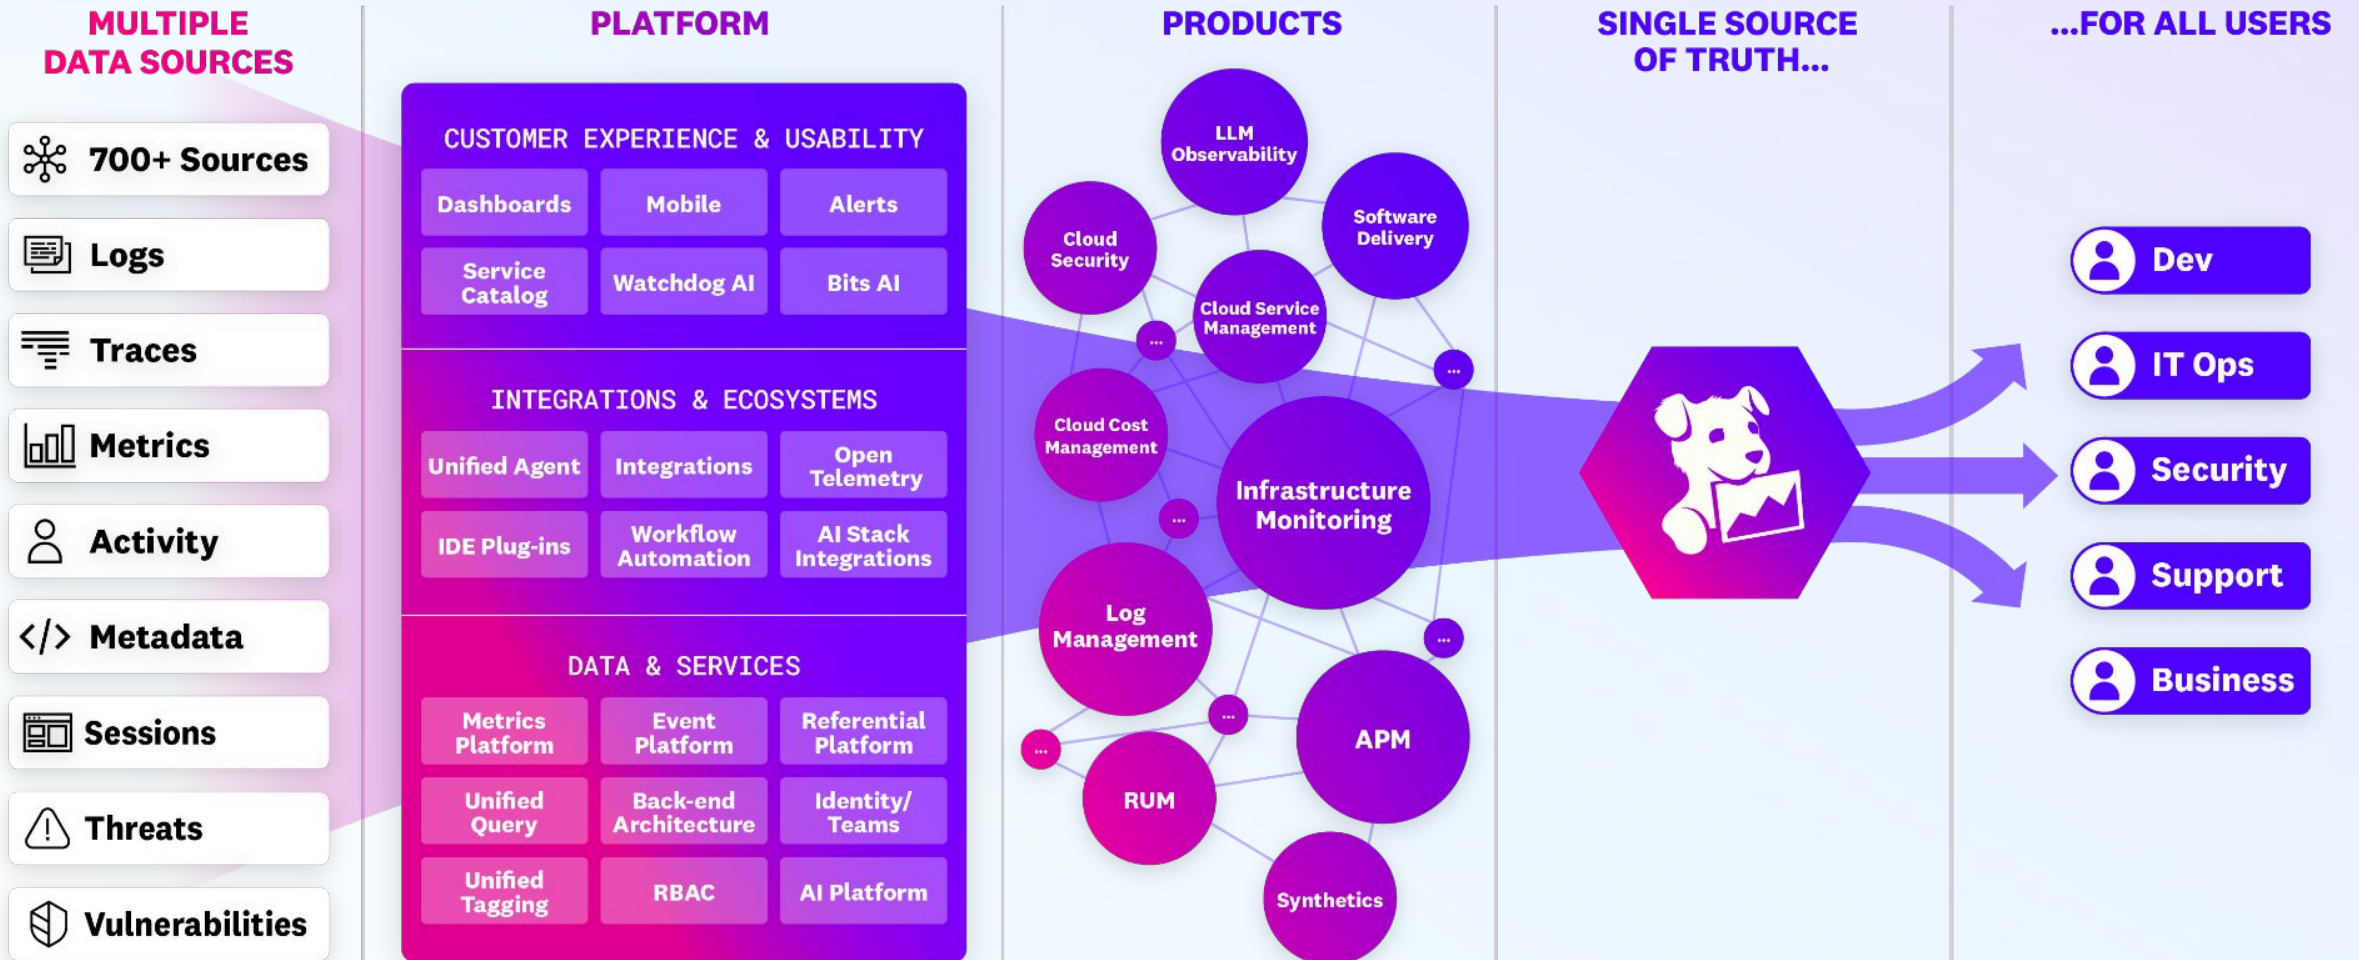 MULTIPLE
DATA SOURCES
700+ Sources
Logs
Traces
Metrics
Activity
Metadata
Sessions
Threats
Vulnerabilities
PLATFORM
CUSTOMER EXPERIENCE & USABILITY
Dashboards
Mobile
Alerts
Service
Catalog
Watchdog AI
Bits AI
INTEGRATIONS & ECOSYSTEMS
Unified Agent
Integrations
Open
Telemetry
IDE Plug-ins
Workflow
Automation
AI Stack
Integrations
DATA & SERVICES
Metrics
Platform
Event
Platform
Referential
Platform
Unified
Query
Back-end
Architecture
Identity/
Teams
Unified
Tagging
RBAC
AI Platform
PRODUCTS
LLM
Observability
Software
Delivery
Cloud
Security
Cloud Service
Management
...
...
Cloud Cost
Management
Infrastructure
Monitoring
...
Log
Management
...
...
...
APM
RUM
Synthetics
SINGLE SOURCE
OF TRUTH...
...FOR ALL USERS
Dev
IT Ops
Security
Support
Business